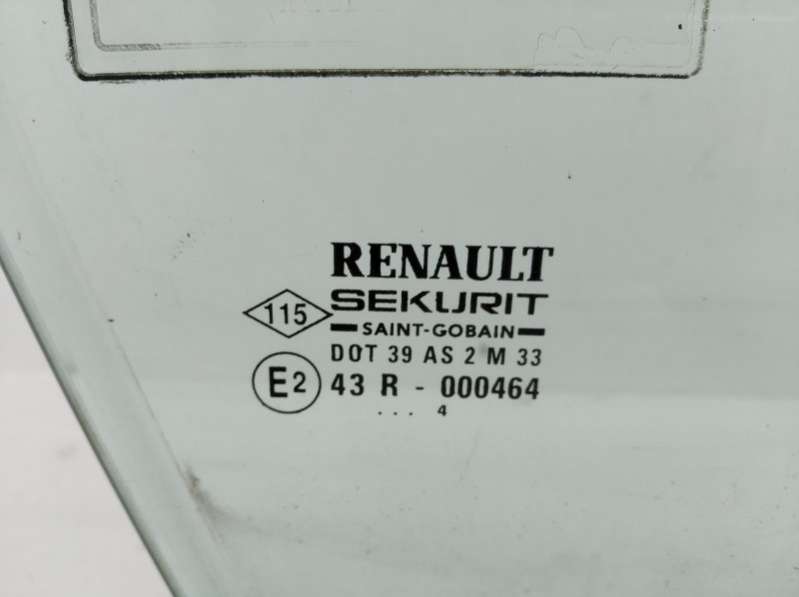 RENAULT
115 SEKURIT
SAINT-GOBAIN
DOT 39 AS 2 M 33
E2 43 R - 000464
... 4